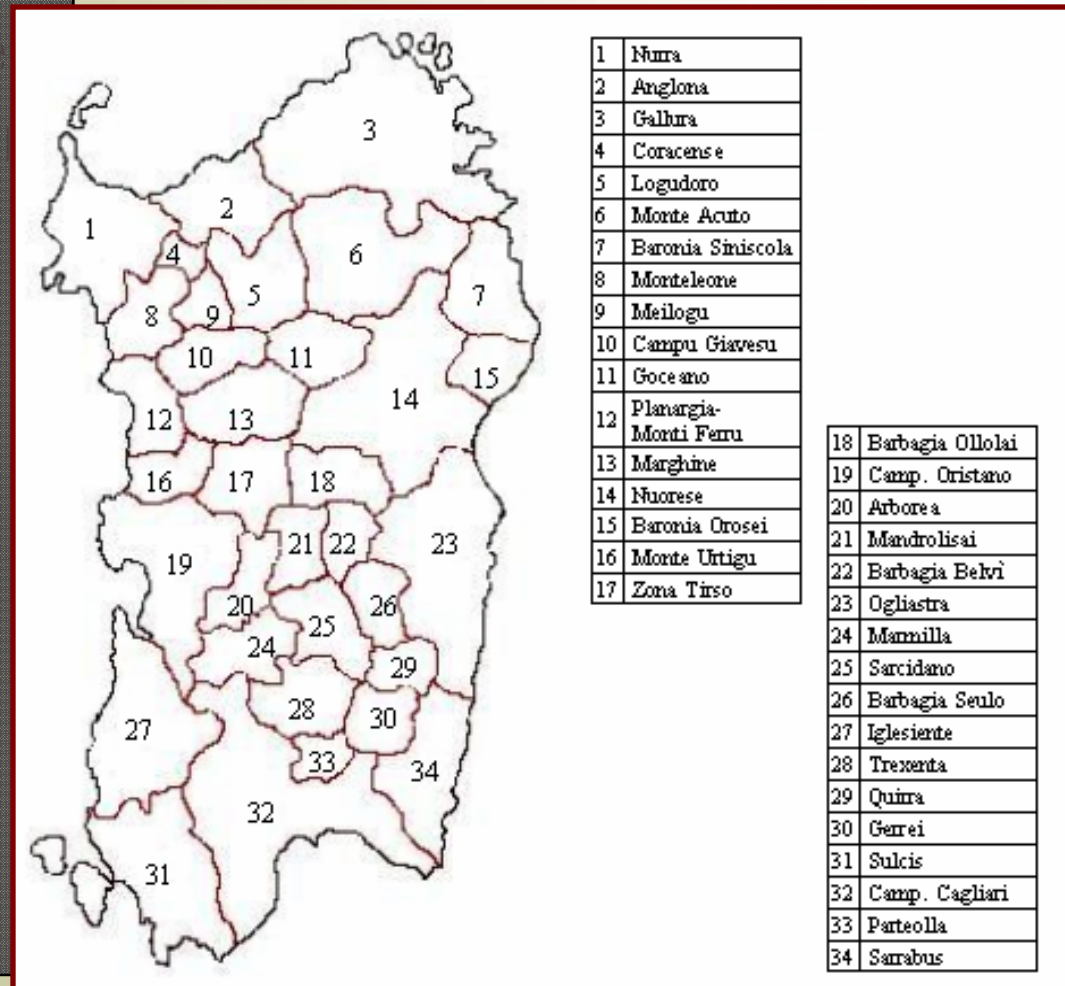 3
2
1
4
6
5
7
8
9
10
11
15
14
12
13
16
17
18
21
22
23
19
20
26
25
24
29
28
30
27
33
34
32
31
1 Nurra
2 Anglona
3 Gallura
4 Coracense
5 Logudoro
6 Monte Acuto
7 Baronia Siniscola
8 Monteleone
9 Meilogu
10 Campu Giavesu
11 Goceano
12 Planargia-
Monti Ferru
13 Marghine
14 Nuorese
15 Baronia Orosei
16 Monte Urtigu
17 Zona Tirso
18 Barbagia Ollolai
19 Camp. Oristano
20 Arborea
21 Mandrolisai
22 Barbagia Belvì
23 Ogliastra
24 Marmilla
25 Sarcidano
26 Barbagia Seulo
27 Iglesiente
28 Trexenta
29 Quirra
30 Gerrei
31 Sulcis
32 Camp. Cagliari
33 Parteolla
34 Sarrabus